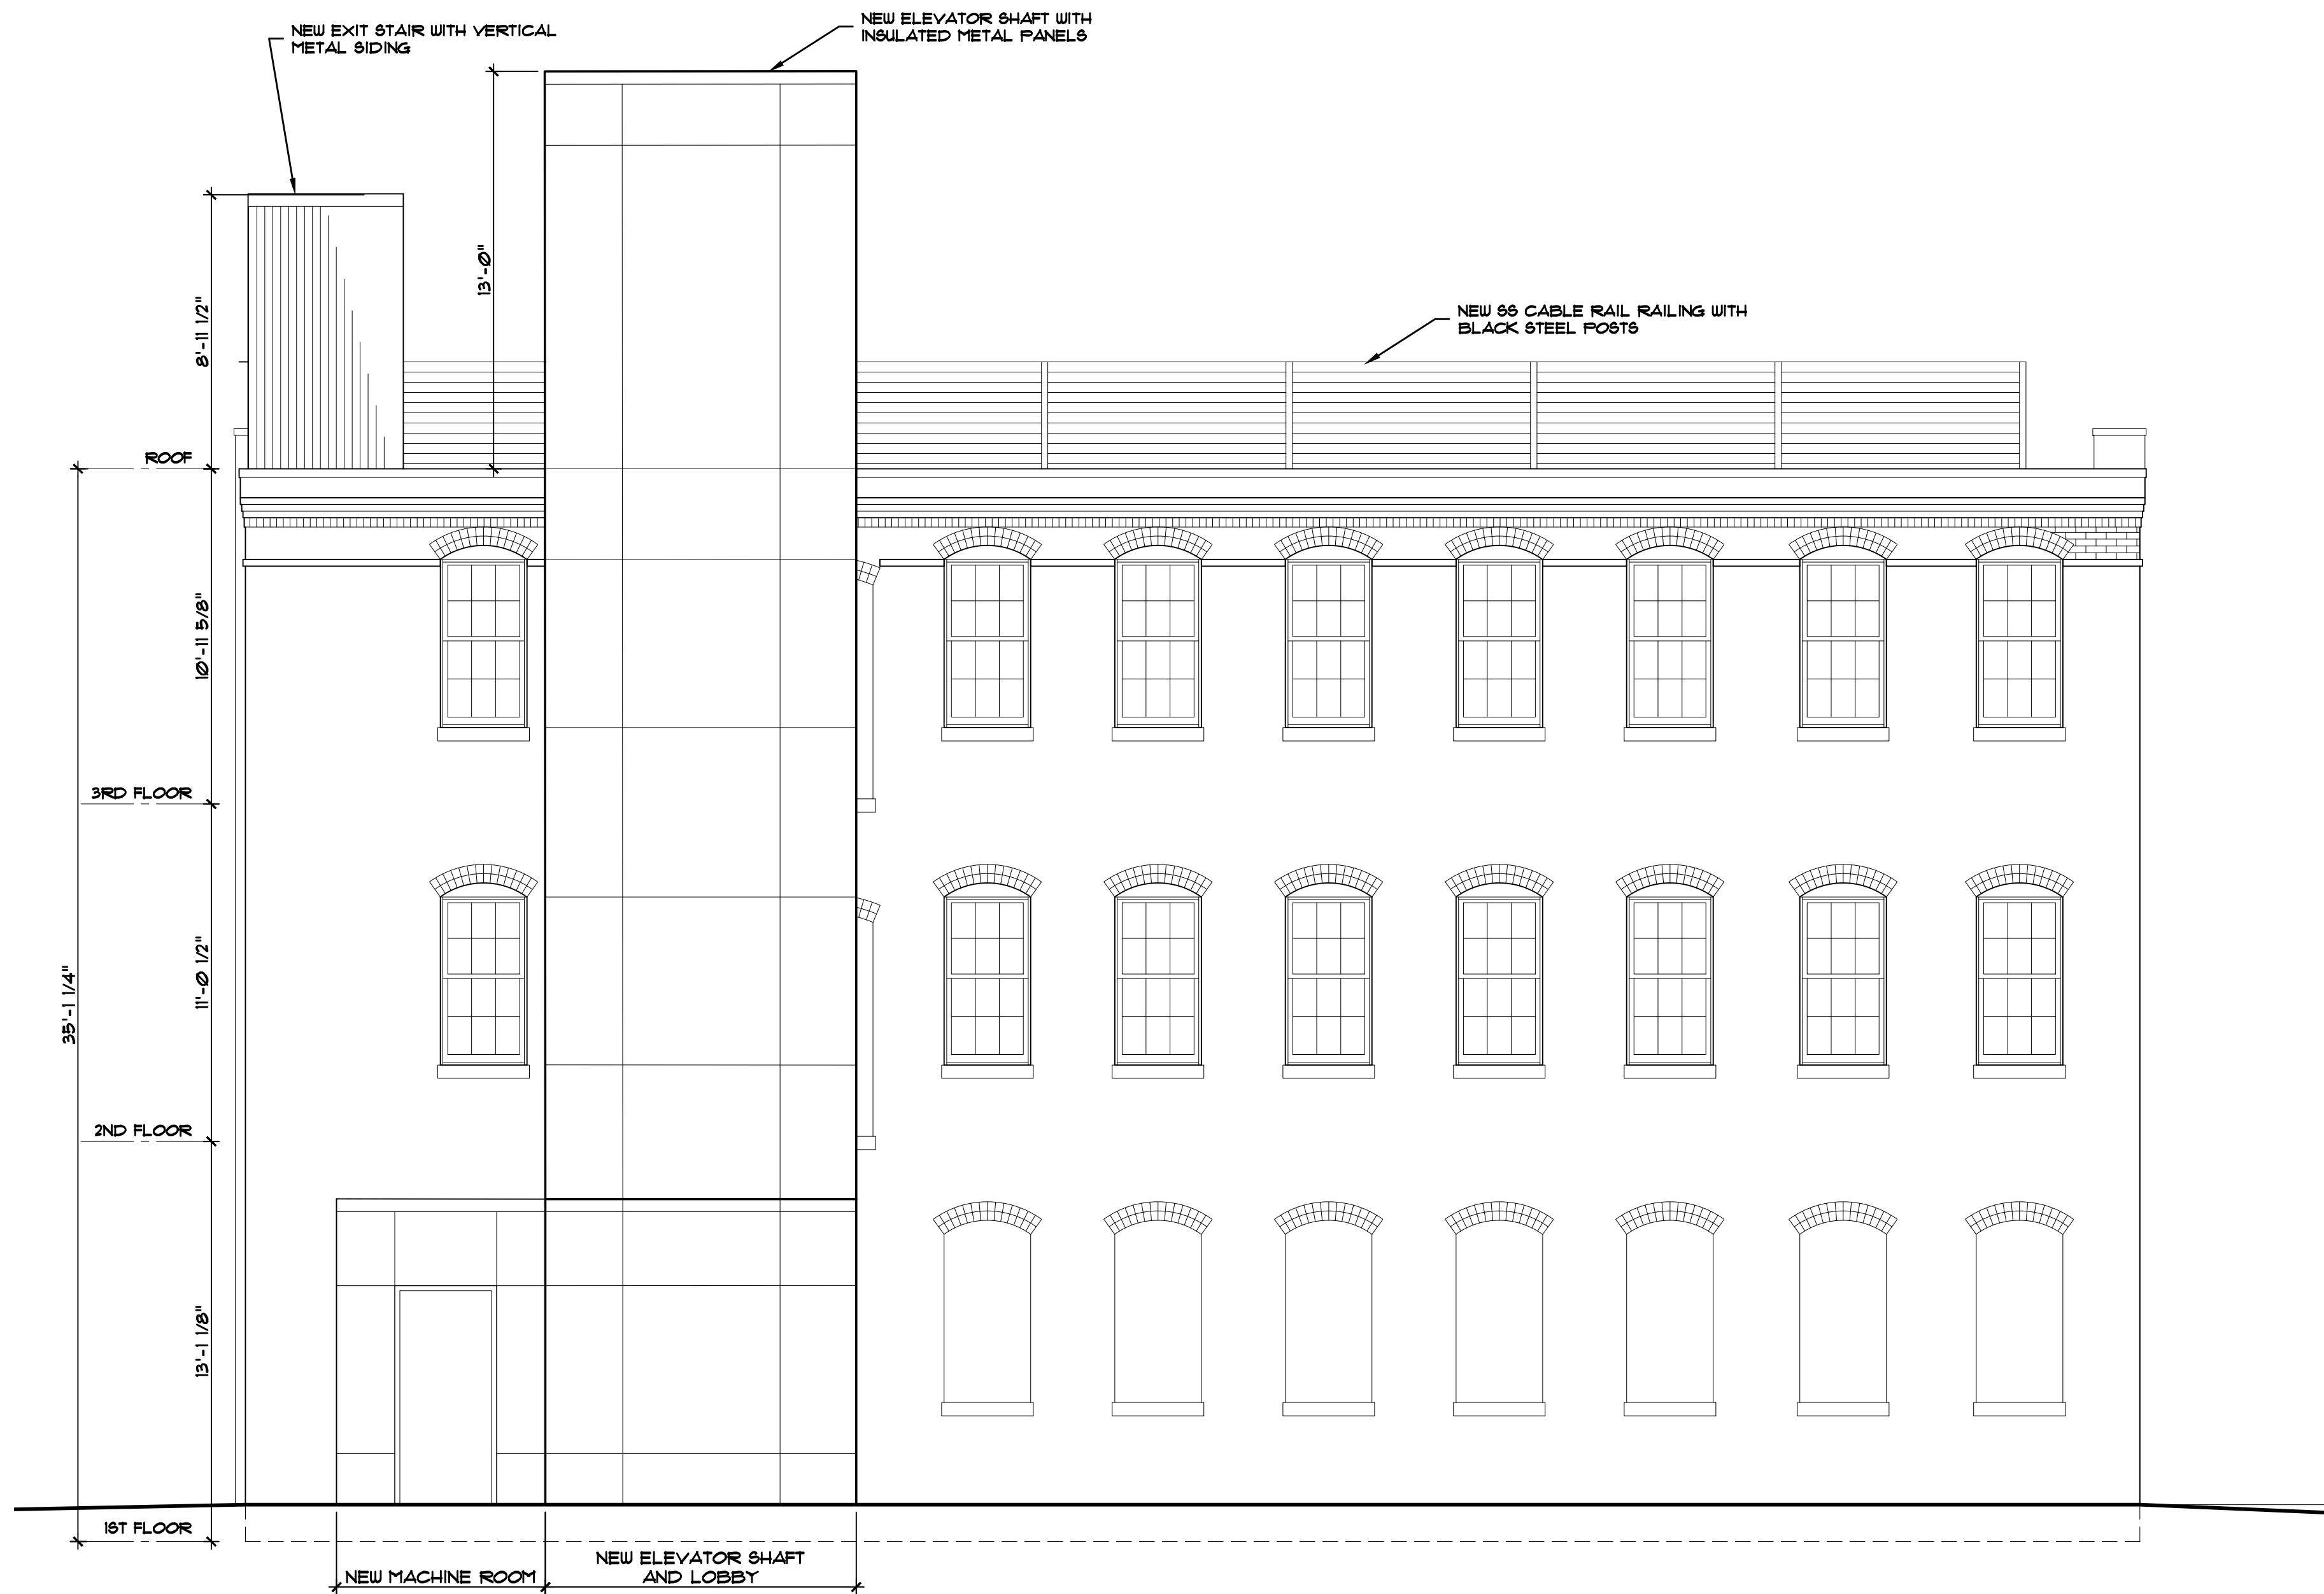 NEW EXIT STAIR WITH VERTICAL
METAL SIDING
NEW ELEVATOR SHAFT WITH
INSULATED METAL PANELS
13'-0"
8'-11 1/2"
NEW SS CABLE RAIL RAILING WITH
BLACK STEEL POSTS
ROOF
10'-11 5/8"
3RD FLOOR
11'-0 1/2"
35'-1 1/4"
2ND FLOOR
13'-1 1/8"
1ST FLOOR
NEW MACHINE ROOM
NEW ELEVATOR SHAFT
AND LOBBY